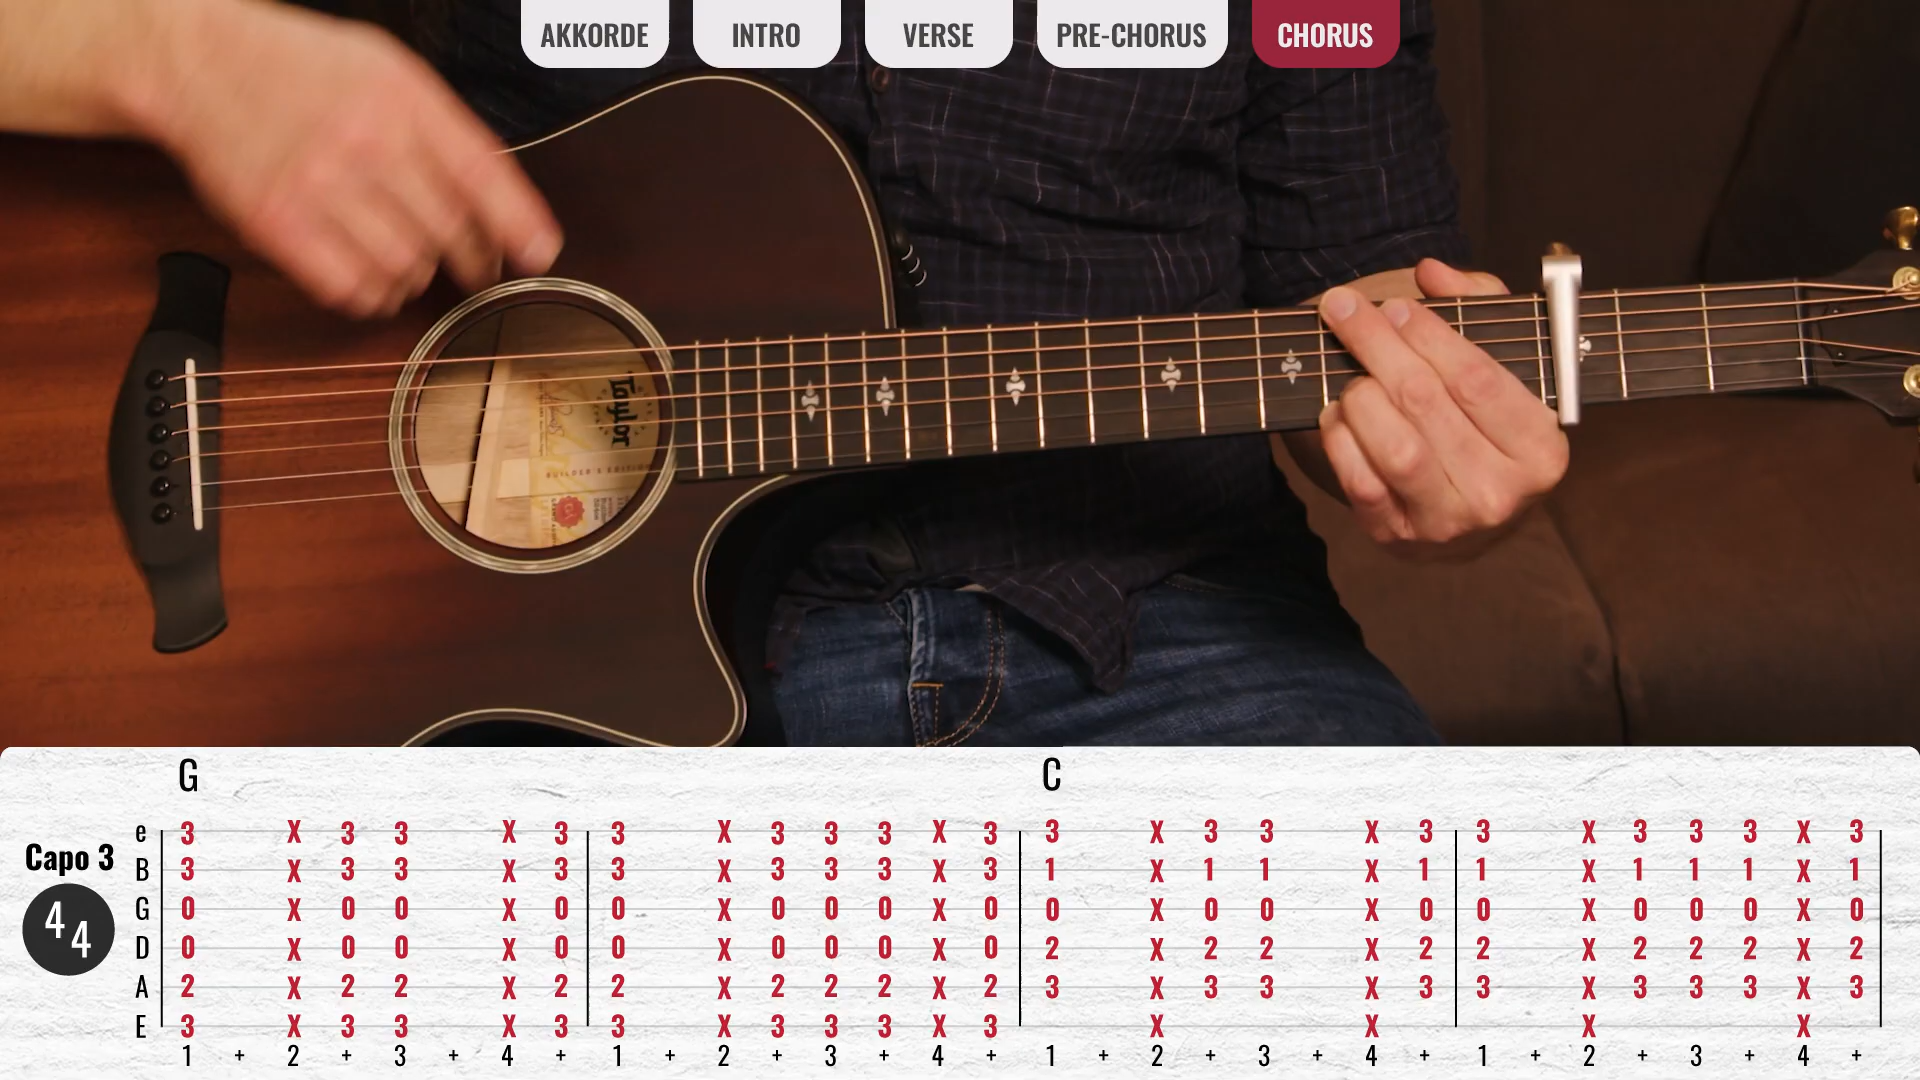 AKKORDE INTRO VERSE PRE-CHORUS CHORUS
Taylor
BUILDER'S EDITION
G C
e 3 X 3 3 X 3 3 X 3 3 3 X 3 3 X 3 3 X 3 3 X 3 3 3 X 3
Capo 3
B 3 X 3 3 X 3 3 X 3 3 3 X 3 1 X 1 1 X 1 1 X 1 1 1 X 1
G 0 X 0 0 X 0 0 X 0 0 0 X 0 0 X 0 0 X 0 0 X 0 0 0 X 0
4 4
D 0 X 0 0 X 0 0 X 0 0 0 X 0 2 X 2 2 X 2 2 X 2 2 2 X 2
A 2 X 2 2 X 2 2 X 2 2 2 X 2 3 X 3 3 X 3 3 X 3 3 3 X 3
E 3 X 3 3 X 3 3 X 3 3 3 X 3 X X X X
1 + 2 + 3 + 4 + 1 + 2 + 3 + 4 + 1 + 2 + 3 + 4 + 1 + 2 + 3 + 4 +